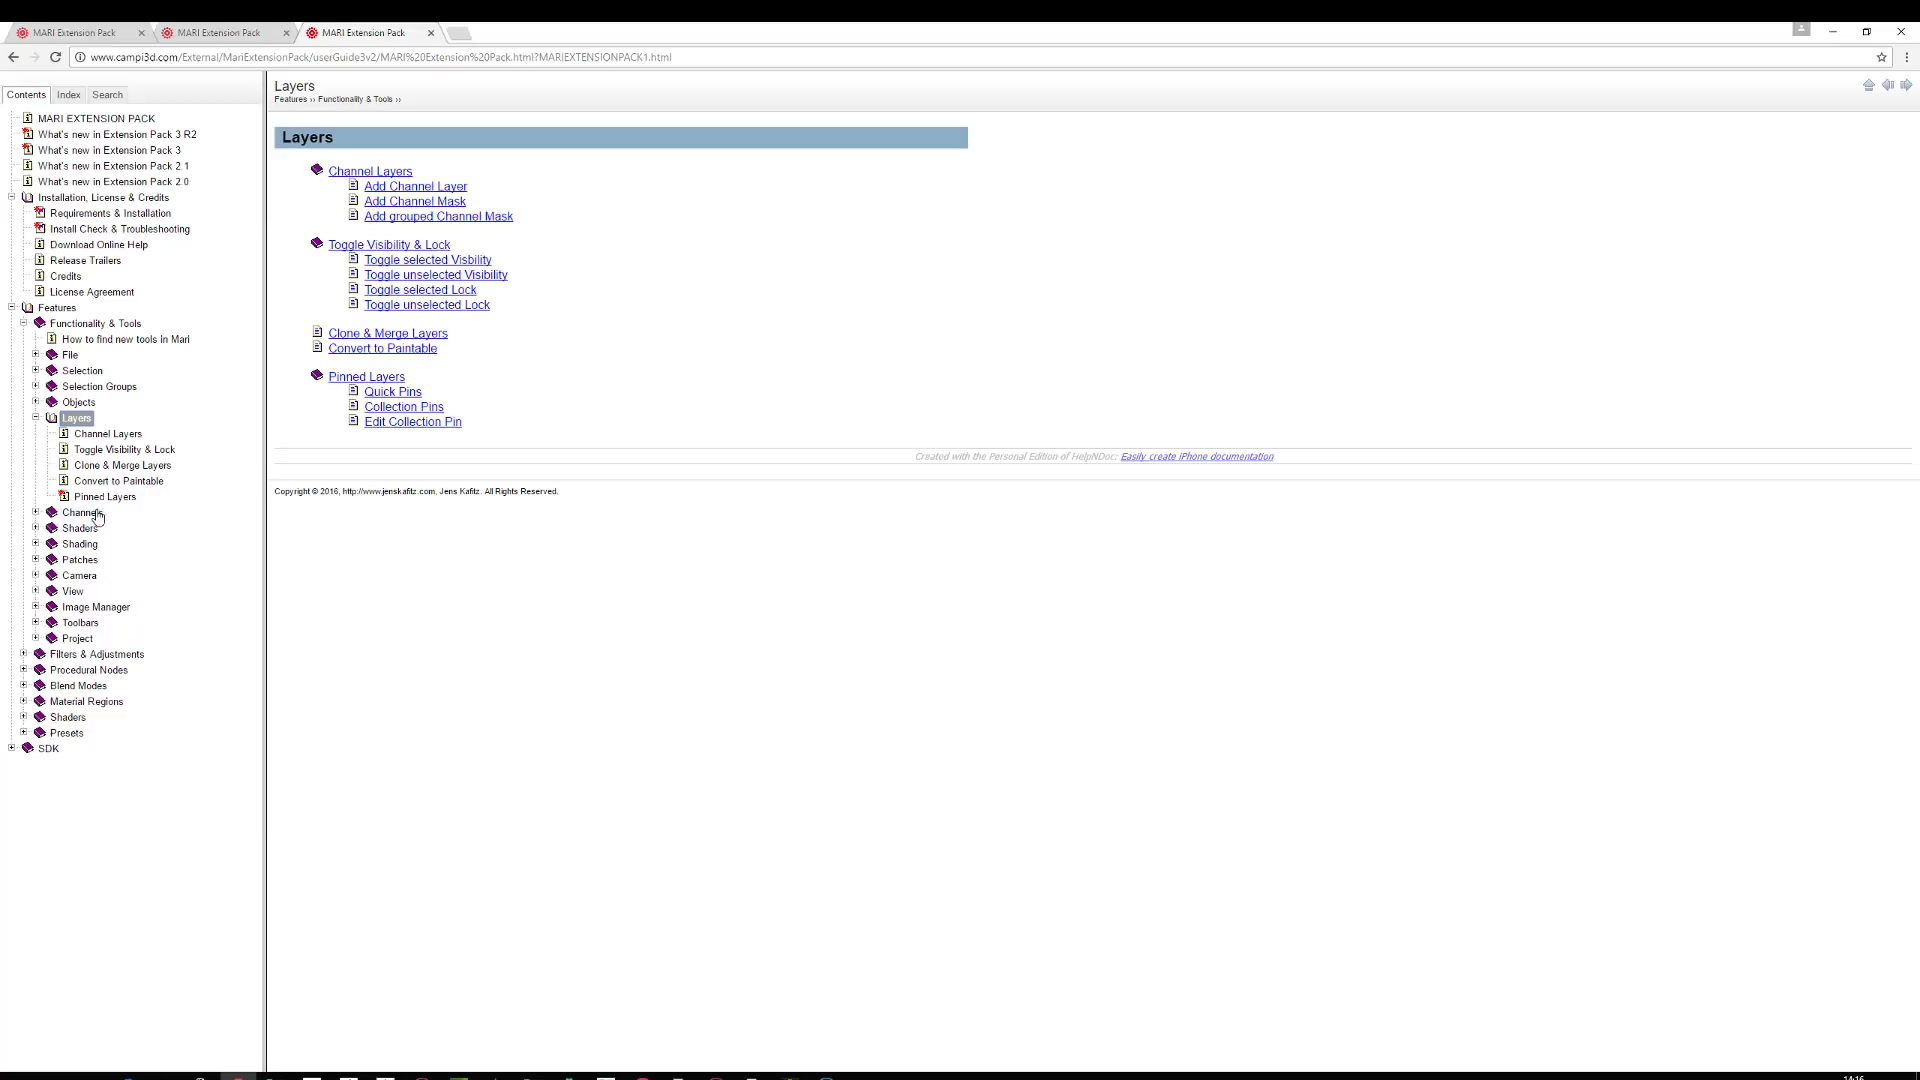 MARI Extension Pack
MARI Extension Pack
MARI Extension Pack
www.campi3d.com/External/MariExtensionPack/userGuide3v2/MARI%20Extension%20Pack.html?MARIEXTENSIONPACK1.html
Contents
Index
Search
MARI EXTENSION PACK
What's new in Extension Pack 3 R2
What's new in Extension Pack 3
What's new in Extension Pack 2.1
What's new in Extension Pack 2.0
Installation, License & Credits
Requirements & Installation
Install Check & Troubleshooting
Download Online Help
Release Trailers
Credits
License Agreement
Features
Functionality & Tools
How to find new tools in Mari
File
Selection
Selection Groups
Objects
Layers
Channel Layers
Toggle Visibility & Lock
Clone & Merge Layers
Convert to Paintable
Pinned Layers
Channels
Shaders
Shading
Patches
Camera
View
Image Manager
Toolbars
Project
Filters & Adjustments
Procedural Nodes
Blend Modes
Material Regions
Shaders
Presets
SDK
Layers
Features ›› Functionality & Tools ››
Layers
Channel Layers
Add Channel Layer
Add Channel Mask
Add grouped Channel Mask
Toggle Visibility & Lock
Toggle selected Visbility
Toggle unselected Visibility
Toggle selected Lock
Toggle unselected Lock
Clone & Merge Layers
Convert to Paintable
Pinned Layers
Quick Pins
Collection Pins
Edit Collection Pin
Created with the Personal Edition of HelpNDoc: Easily create iPhone documentation
Copyright © 2016, http://www.jenskafitz.com, Jens Kafitz. All Rights Reserved.